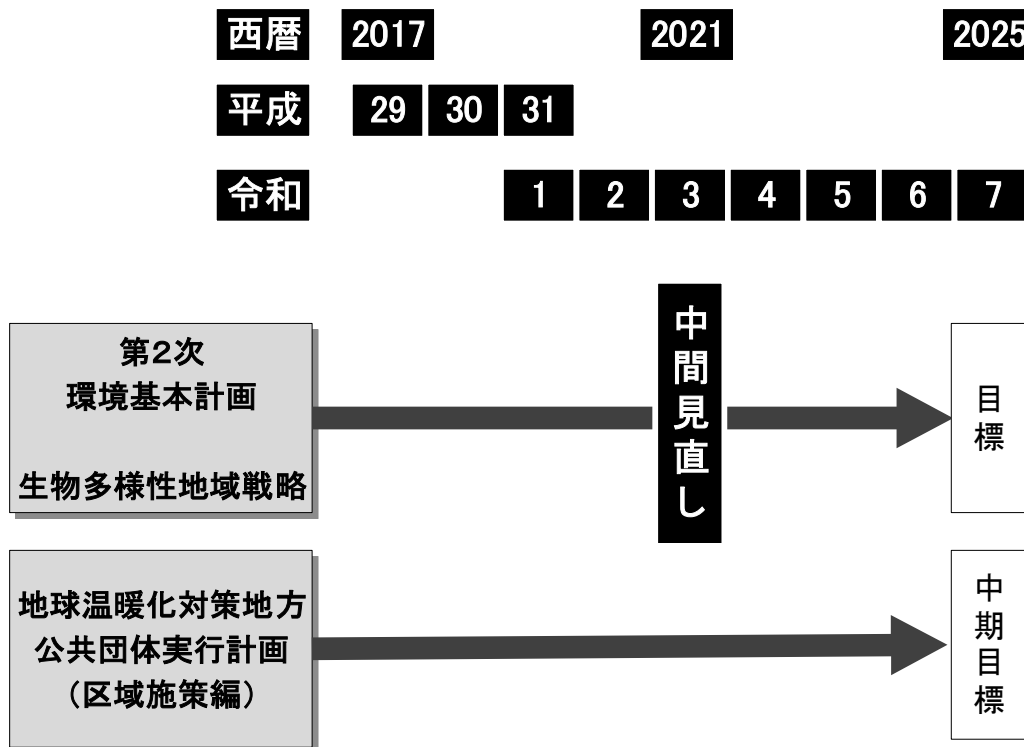 西暦 2017 2021 2025
平成 29 30 31
令和 1 2 3 4 5 6 7
第2次
環境基本計画
生物多様性地域戦略
中間見直し
目標
地球温暖化対策地方
公共団体実行計画
（区域施策編）
中期目標